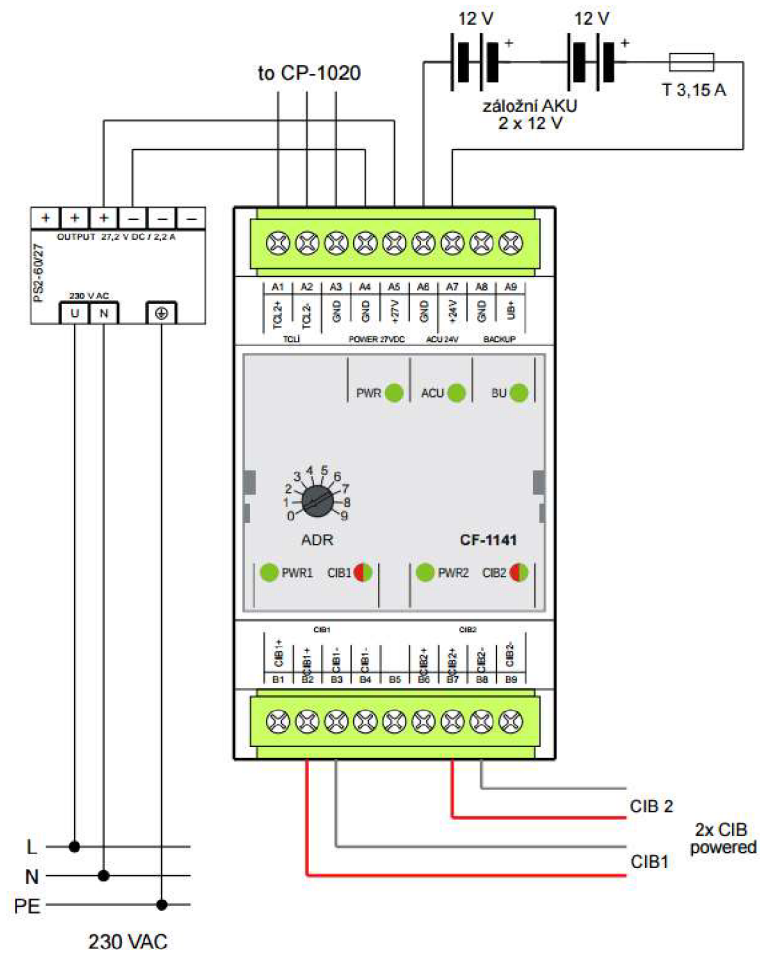 12 V 12 V
+ +
to CP-1020
T 3,15 A
záložní AKU
2 x 12 V
+ + + – – –
OUTPUT 27,2 V DC / 2,2 A
PS2-60/27
230 V AC
U N
A1 A2 A3 A4 A5 A6 A7 A8 A9
TCL2+ TCL2- GND GND +27V GND +24V GND UB+
TCLi POWER 27VDC ACU 24V BACKUP
PWR ACU BU
0 1 2 3 4 5 6 7 8 9
ADR
CF-1141
PWR1 CIB1 PWR2 CIB2
CIB1 CIB2
CIB1+ CIB1+ CIB1- CIB1- CIB2+ CIB2+ CIB2- CIB2-
B1 B2 B3 B4 B5 B6 B7 B8 B9
CIB 2
2x CIB
powered
CIB1
L
N
PE
230 VAC